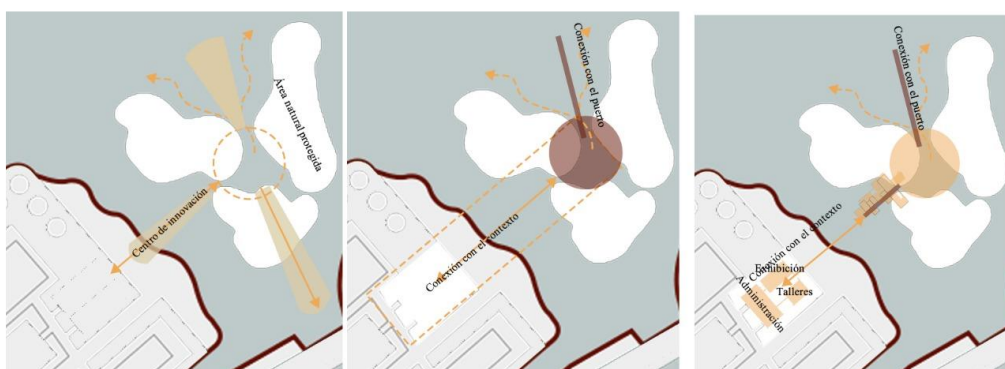 Área natural protegida
Centro de innovación
Conexión con el puerto
Conexión con el contexto
Conexión con el puerto
Conexión con el contexto
Exhibición
Talleres
Administración